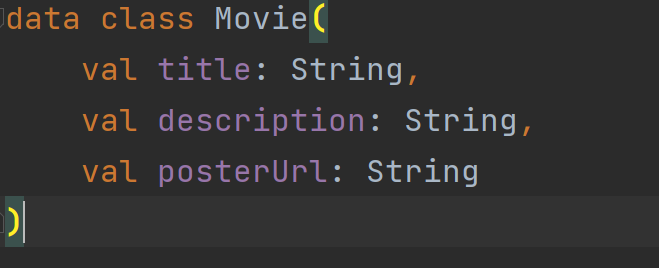 data class Movie(
    val title: String,
    val description: String,
    val posterUrl: String
)